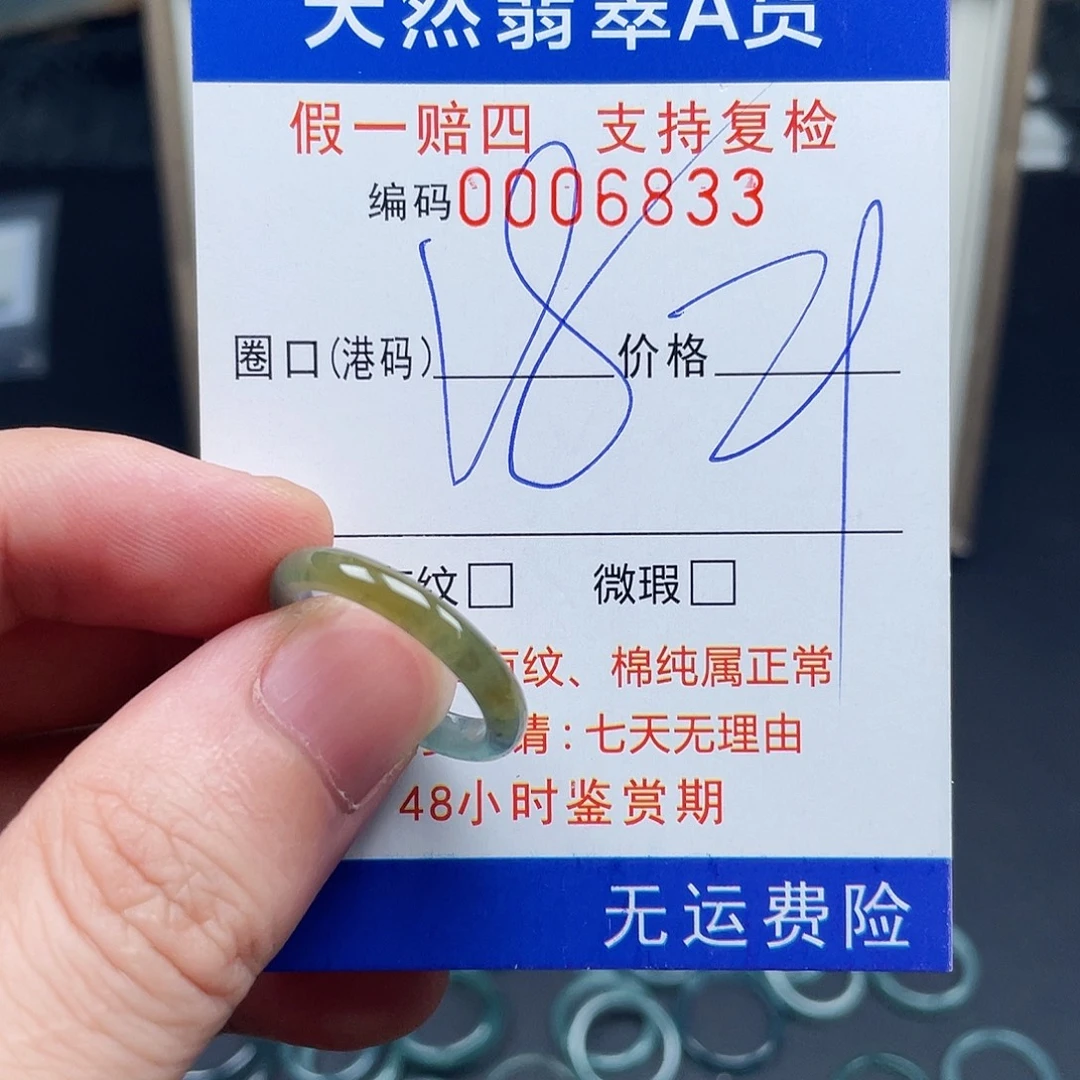 天然翡翠A货
假一赔四 支持复检
编码0006833
圈口(港码) 18 价格 29
纹□ 微瑕□
纹、棉纯属正常
请:七天无理由
48小时鉴赏期
无运费险